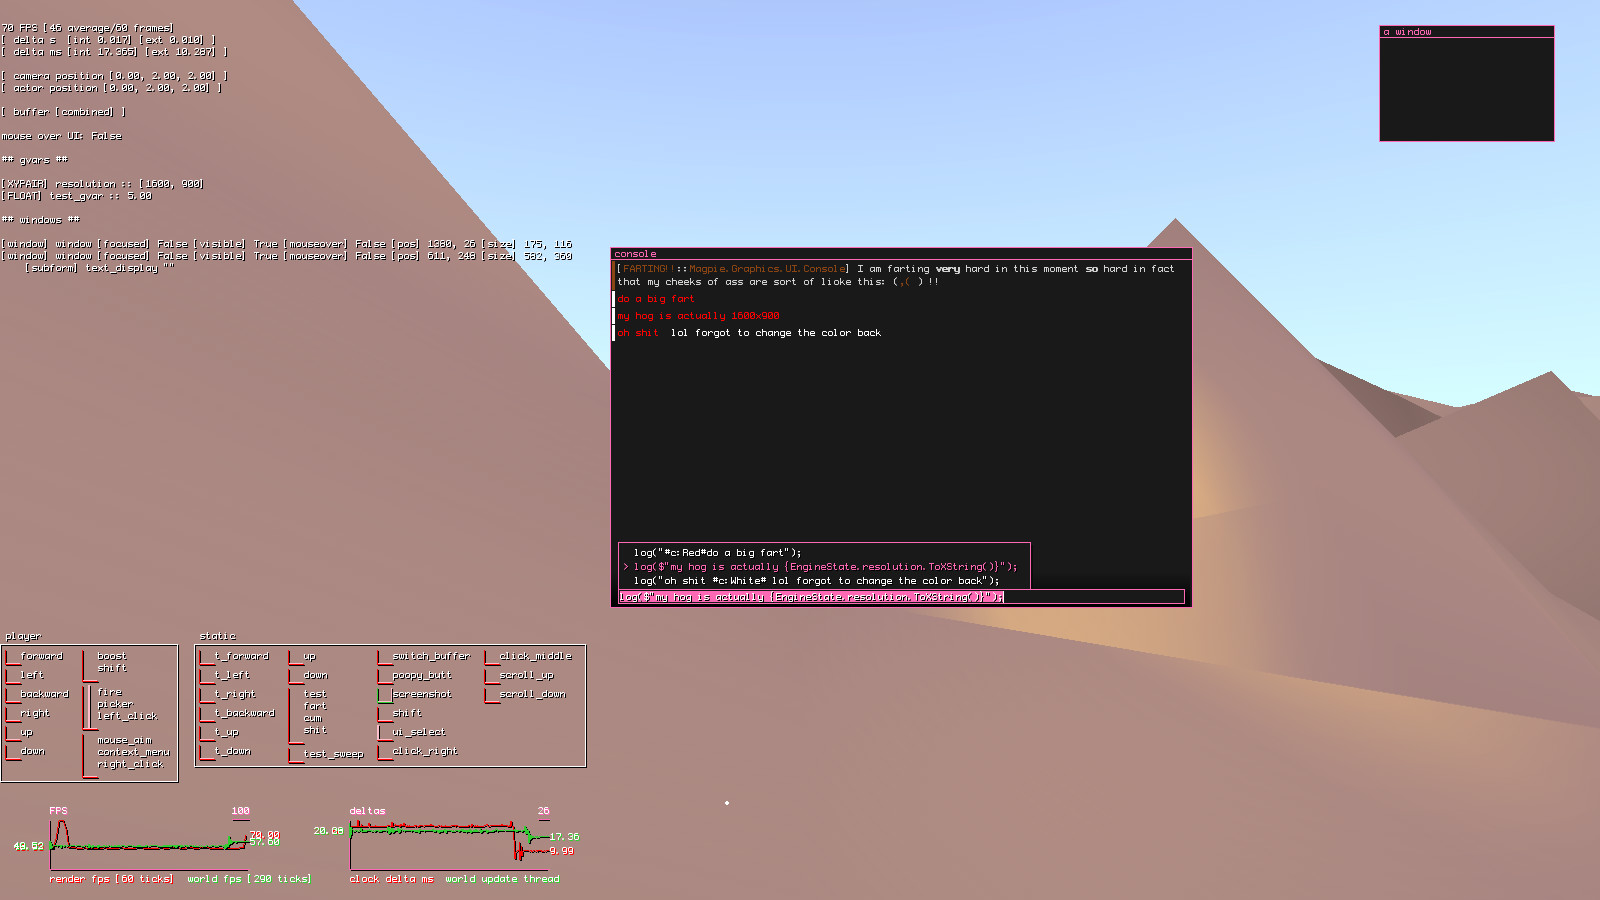 70 FPS [46 average/60 frames]
[ delta s  [int 0.017] [ext 0.010] ]
[ delta ms [int 17.365] [ext 10.287] ]
[ camera position [0.00, 2.00, 2.00] ]
[ actor position [0.00, 2.00, 2.00] ]
[ buffer [combined] ]
mouse over UI: False
## gvars ##
[XYPAIR] resolution :: [1600, 900]
[FLOAT] test_gvar :: 5.00
## windows ##
[window] window [focused] False [visible] True [mouseover] False [pos] 1380, 26 [size] 175, 116
[window] window [focused] False [visible] True [mouseover] False [pos] 611, 248 [size] 582, 360
[subform] text_display ""
a window
console
[FARTING!!::Magpie.Graphics.UI.Console] I am farting very hard in this moment so hard in fact
that my cheeks of ass are sort of lioke this: (,( ) !!
do a big fart
my hog is actually 1600x900
oh shit  lol forgot to change the color back
log("#c:Red#do a big fart");
> log($"my hog is actually {EngineState.resolution.ToXString()}");
log("oh shit #c:White# lol forgot to change the color back");
log($"my hog is actually {EngineState.resolution.ToXString()}");
player
forward
left
backward
right
up
down
boost
shift
fire
picker
left_click
mouse_aim
context_menu
right_click
static
t_forward
t_left
t_right
t_backward
t_up
t_down
up
down
test
fart
cum
shit
test_sweep
switch_buffer
poopy_butt
screenshot
shift
ui_select
click_right
click_middle
scroll_up
scroll_down
FPS 100
70.00
57.60
render fps [60 ticks]  world fps [290 ticks]
deltas 26
17.36
9.99
clock delta ms  world update thread